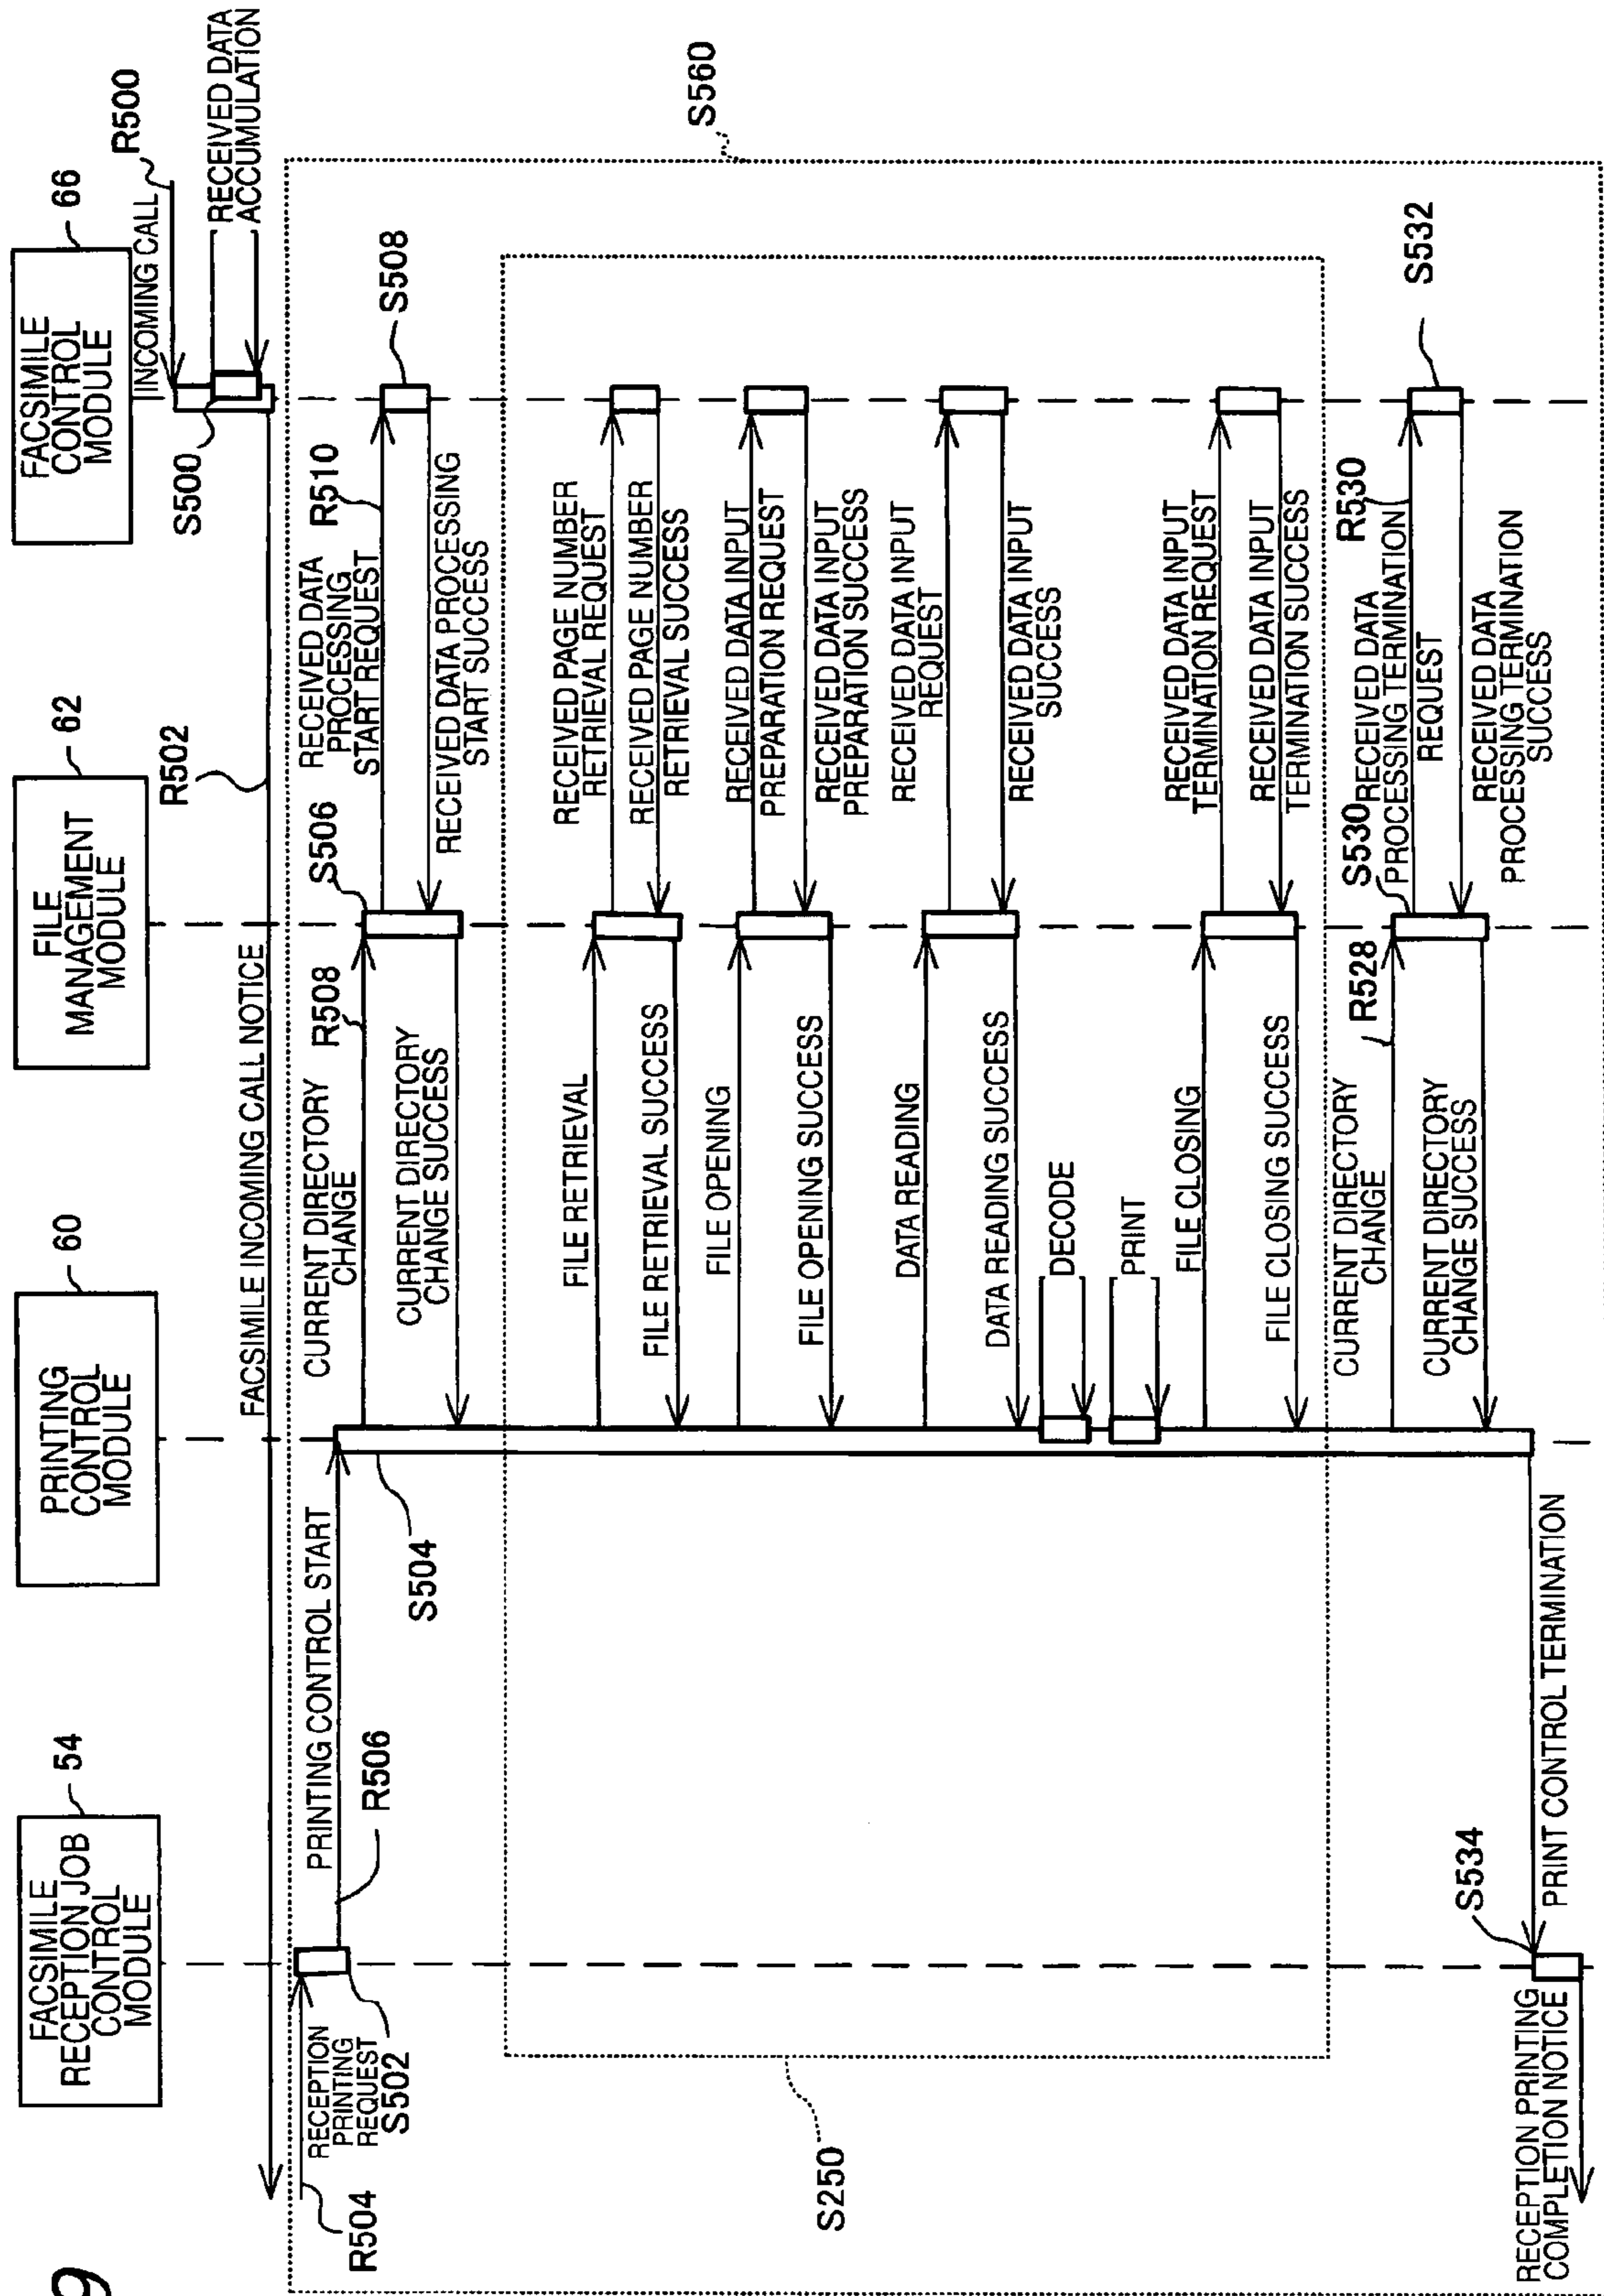 FACSIMILE
RECEPTION JOB
CONTROL
MODULE
54
PRINTING
CONTROL
MODULE
60
FILE
MANAGEMENT
MODULE
62
FACSIMILE
CONTROL
MODULE
66
INCOMING CALL
R500
RECEIVED DATA
ACCUMULATION
S500
R502
FACSIMILE INCOMING CALL NOTICE
S560
R504
RECEPTION
PRINTING
REQUEST
S502
PRINTING CONTROL START
R506
S504
CURRENT DIRECTORY
CHANGE
R508
S506
RECEIVED DATA
PROCESSING
START REQUEST
R510
S508
RECEIVED DATA PROCESSING
START SUCCESS
CURRENT DIRECTORY
CHANGE SUCCESS
S250
FILE RETRIEVAL
RECEIVED PAGE NUMBER
RETRIEVAL REQUEST
RECEIVED PAGE NUMBER
RETRIEVAL SUCCESS
FILE RETRIEVAL SUCCESS
FILE OPENING
RECEIVED DATA INPUT
PREPARATION REQUEST
RECEIVED DATA INPUT
PREPARATION SUCCESS
FILE OPENING SUCCESS
DATA READING
RECEIVED DATA INPUT
REQUEST
RECEIVED DATA INPUT
SUCCESS
DATA READING SUCCESS
DECODE
PRINT
FILE CLOSING
RECEIVED DATA INPUT
TERMINATION REQUEST
RECEIVED DATA INPUT
TERMINATION SUCCESS
FILE CLOSING SUCCESS
CURRENT DIRECTORY
CHANGE
R528
S530
RECEIVED DATA
PROCESSING TERMINATION
REQUEST
R530
S532
RECEIVED DATA
PROCESSING TERMINATION
SUCCESS
CURRENT DIRECTORY
CHANGE SUCCESS
PRINT CONTROL TERMINATION
S534
RECEPTION PRINTING
COMPLETION NOTICE